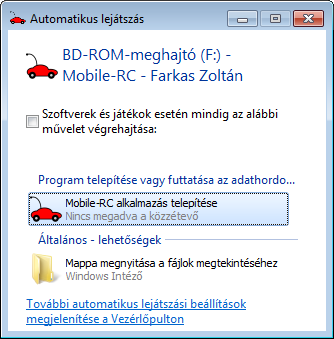 Automatikus lejátszás
BD-ROM-meghajtó (F:) -
Mobile-RC - Farkas Zoltán
Szoftverek és játékok esetén mindig az alábbi
művelet végrehajtása:
Program telepítése vagy futtatása az adathordo...
Mobile-RC alkalmazás telepítése
Nincs megadva a közzétevő
Általános - lehetőségek
Mappa megnyitása a fájlok megtekintéséhez
Windows Intéző
További automatikus lejátszási beállítások
megjelenítése a Vezérlőpulton